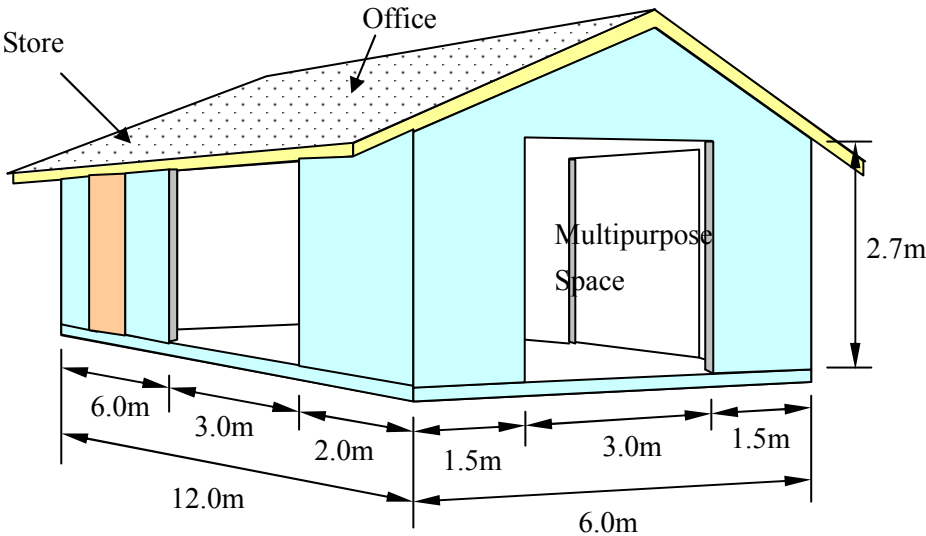 Store
Office
Multipurpose
Space
2.7m
6.0m
3.0m
2.0m
1.5m
3.0m
1.5m
12.0m
6.0m